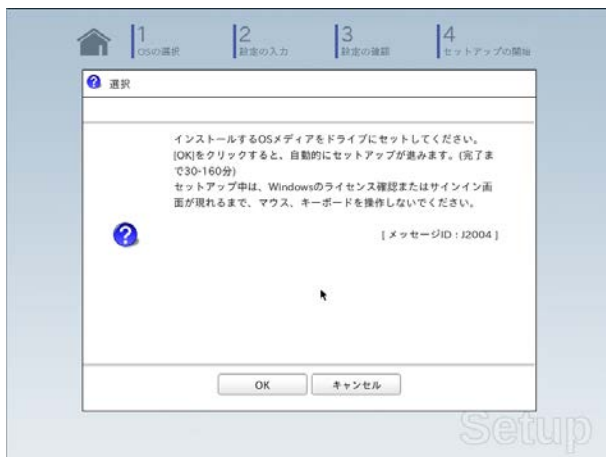 1
OSの選択
2
設定の入力
3
設定の確認
4
セットアップの開始
選択
インストールするOSメディアをドライブにセットしてください。
[OK]をクリックすると、自動的にセットアップが進みます。(完了ま
で30-160分)
セットアップ中は、Windowsのライセンス確認またはサインイン画
面が現れるまで、マウス、キーボードを操作しないでください。
[ メッセージID : J2004 ]
OK
キャンセル
Setup